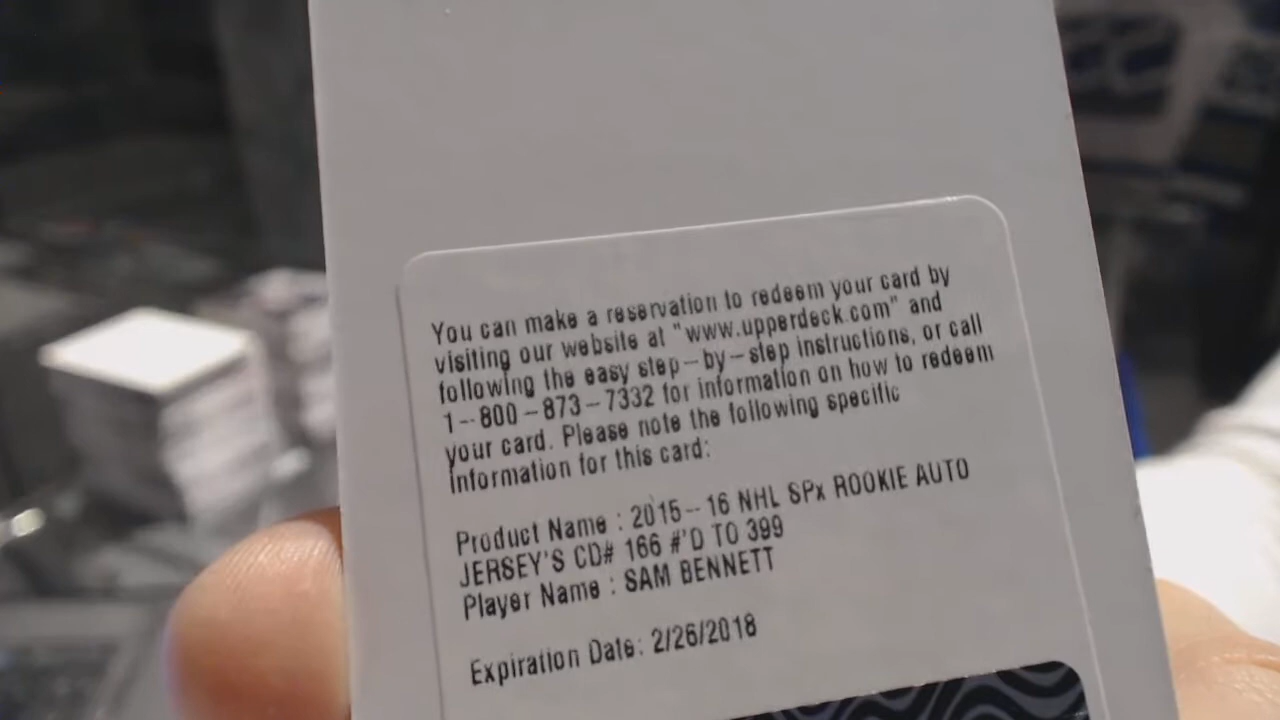 You can make a reservation to redeem your card by
visiting our website at "www.upperdeck.com" and
following the easy step-by-step instructions, or call
1-800-873-7332 for information on how to redeem
your card. Please note the following specific
information for this card:
Product Name : 2015-16 NHL SPx ROOKIE AUTO
JERSEY'S CD# 166 #'D TO 399
Player Name : SAM BENNETT
Expiration Date: 2/26/2018